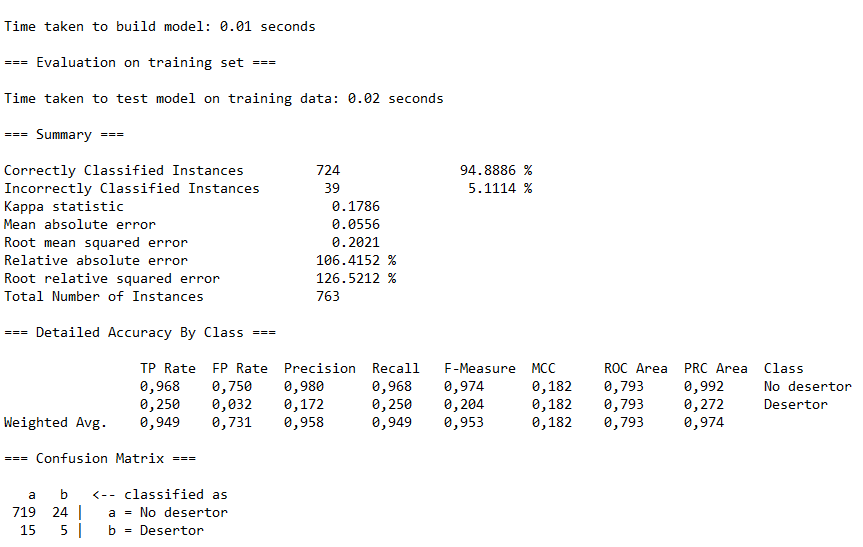 Time taken to build model: 0.01 seconds
=== Evaluation on training set ===
Time taken to test model on training data: 0.02 seconds
=== Summary ===
Correctly Classified Instances 724 94.8886 %
Incorrectly Classified Instances 39 5.1114 %
Kappa statistic 0.1786
Mean absolute error 0.0556
Root mean squared error 0.2021
Relative absolute error 106.4152 %
Root relative squared error 126.5212 %
Total Number of Instances 763
=== Detailed Accuracy By Class ===
TP Rate FP Rate Precision Recall F-Measure MCC ROC Area PRC Area Class
0,968 0,750 0,980 0,968 0,974 0,182 0,793 0,992 No desertor
0,250 0,032 0,172 0,250 0,204 0,182 0,793 0,272 Desertor
Weighted Avg. 0,949 0,731 0,958 0,949 0,953 0,182 0,793 0,974
=== Confusion Matrix ===
a b <-- classified as
719 24 | a = No desertor
15 5 | b = Desertor